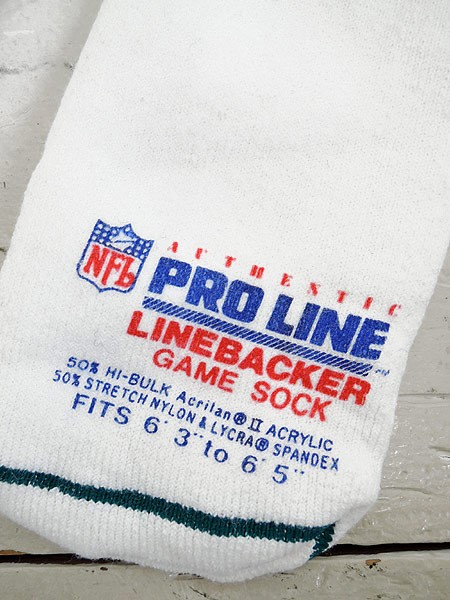 NFL
AUTHENTIC
PRO LINE
LINEBACKER
GAME SOCK
50% HI-BULK Acrilan® II ACRYLIC
50% STRETCH NYLON & LYCRA® SPANDEX
FITS 6' 3" to 6' 5"